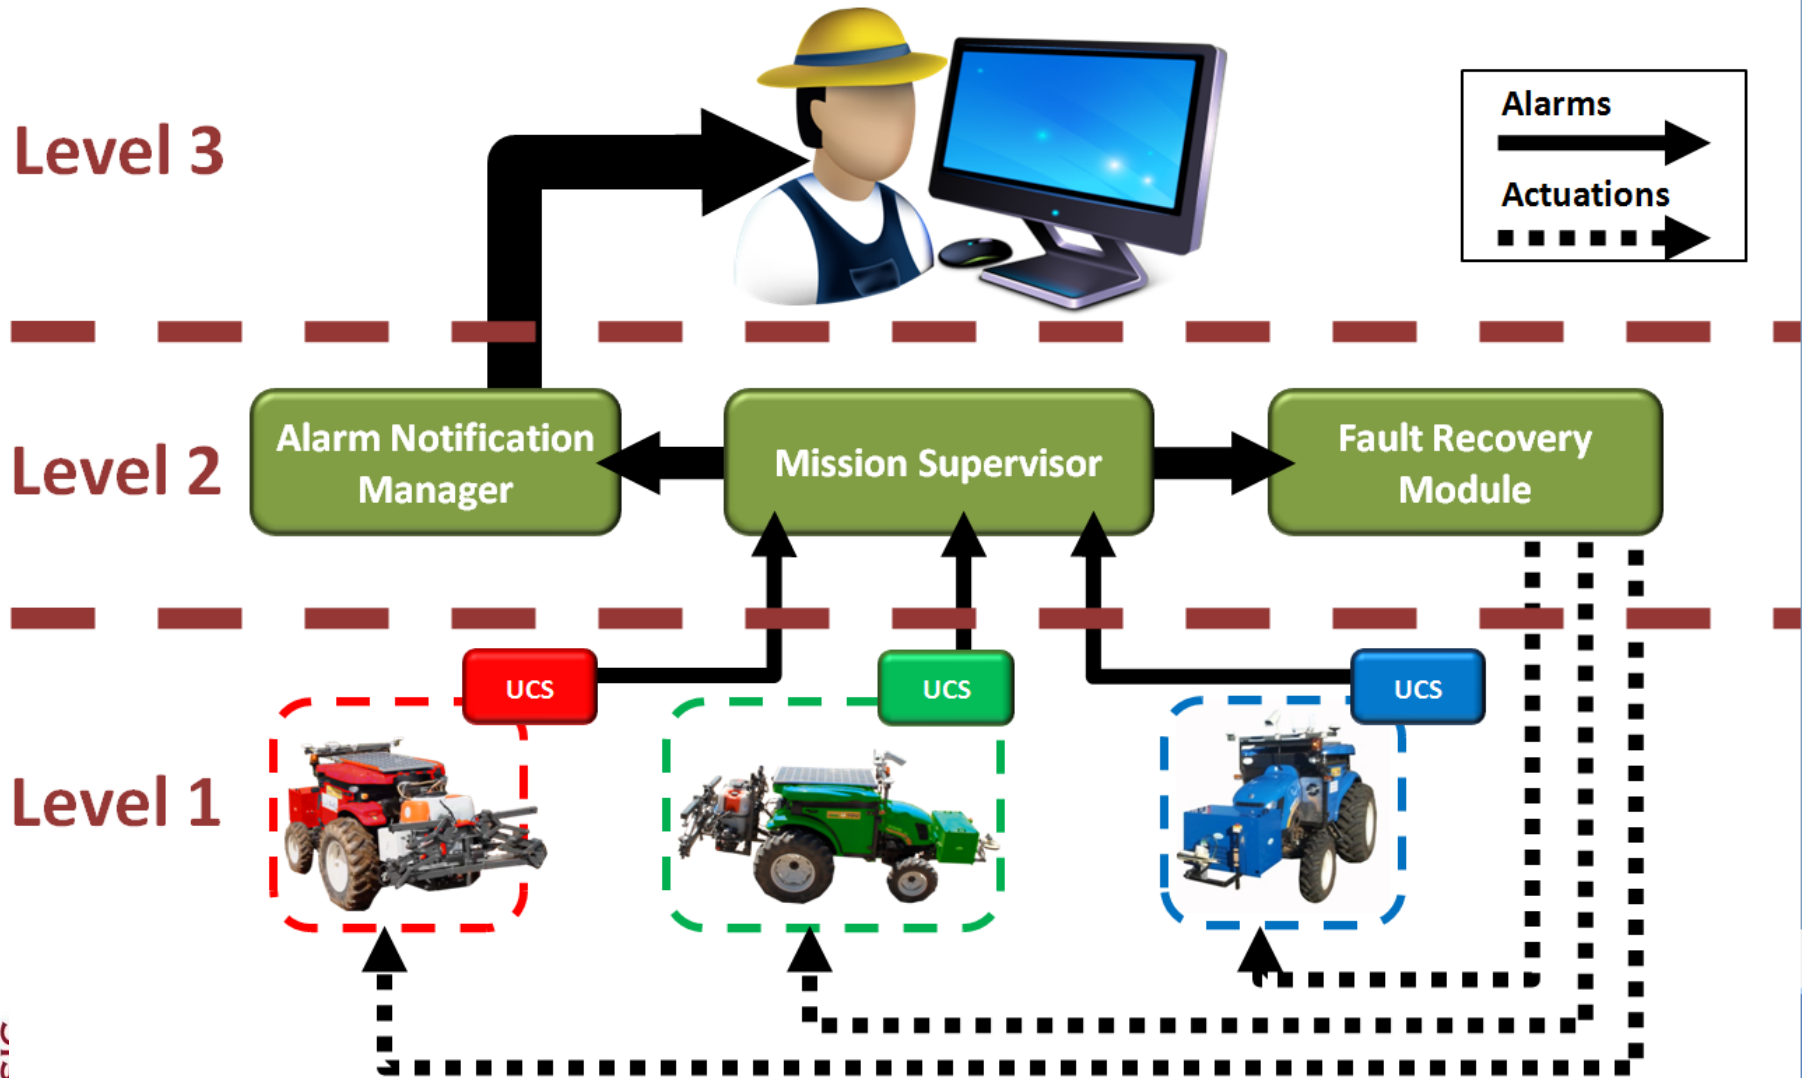 Level 3
Alarms
Actuations
Level 2
Alarm Notification
Manager
Mission Supervisor
Fault Recovery
Module
Level 1
UCS
UCS
UCS